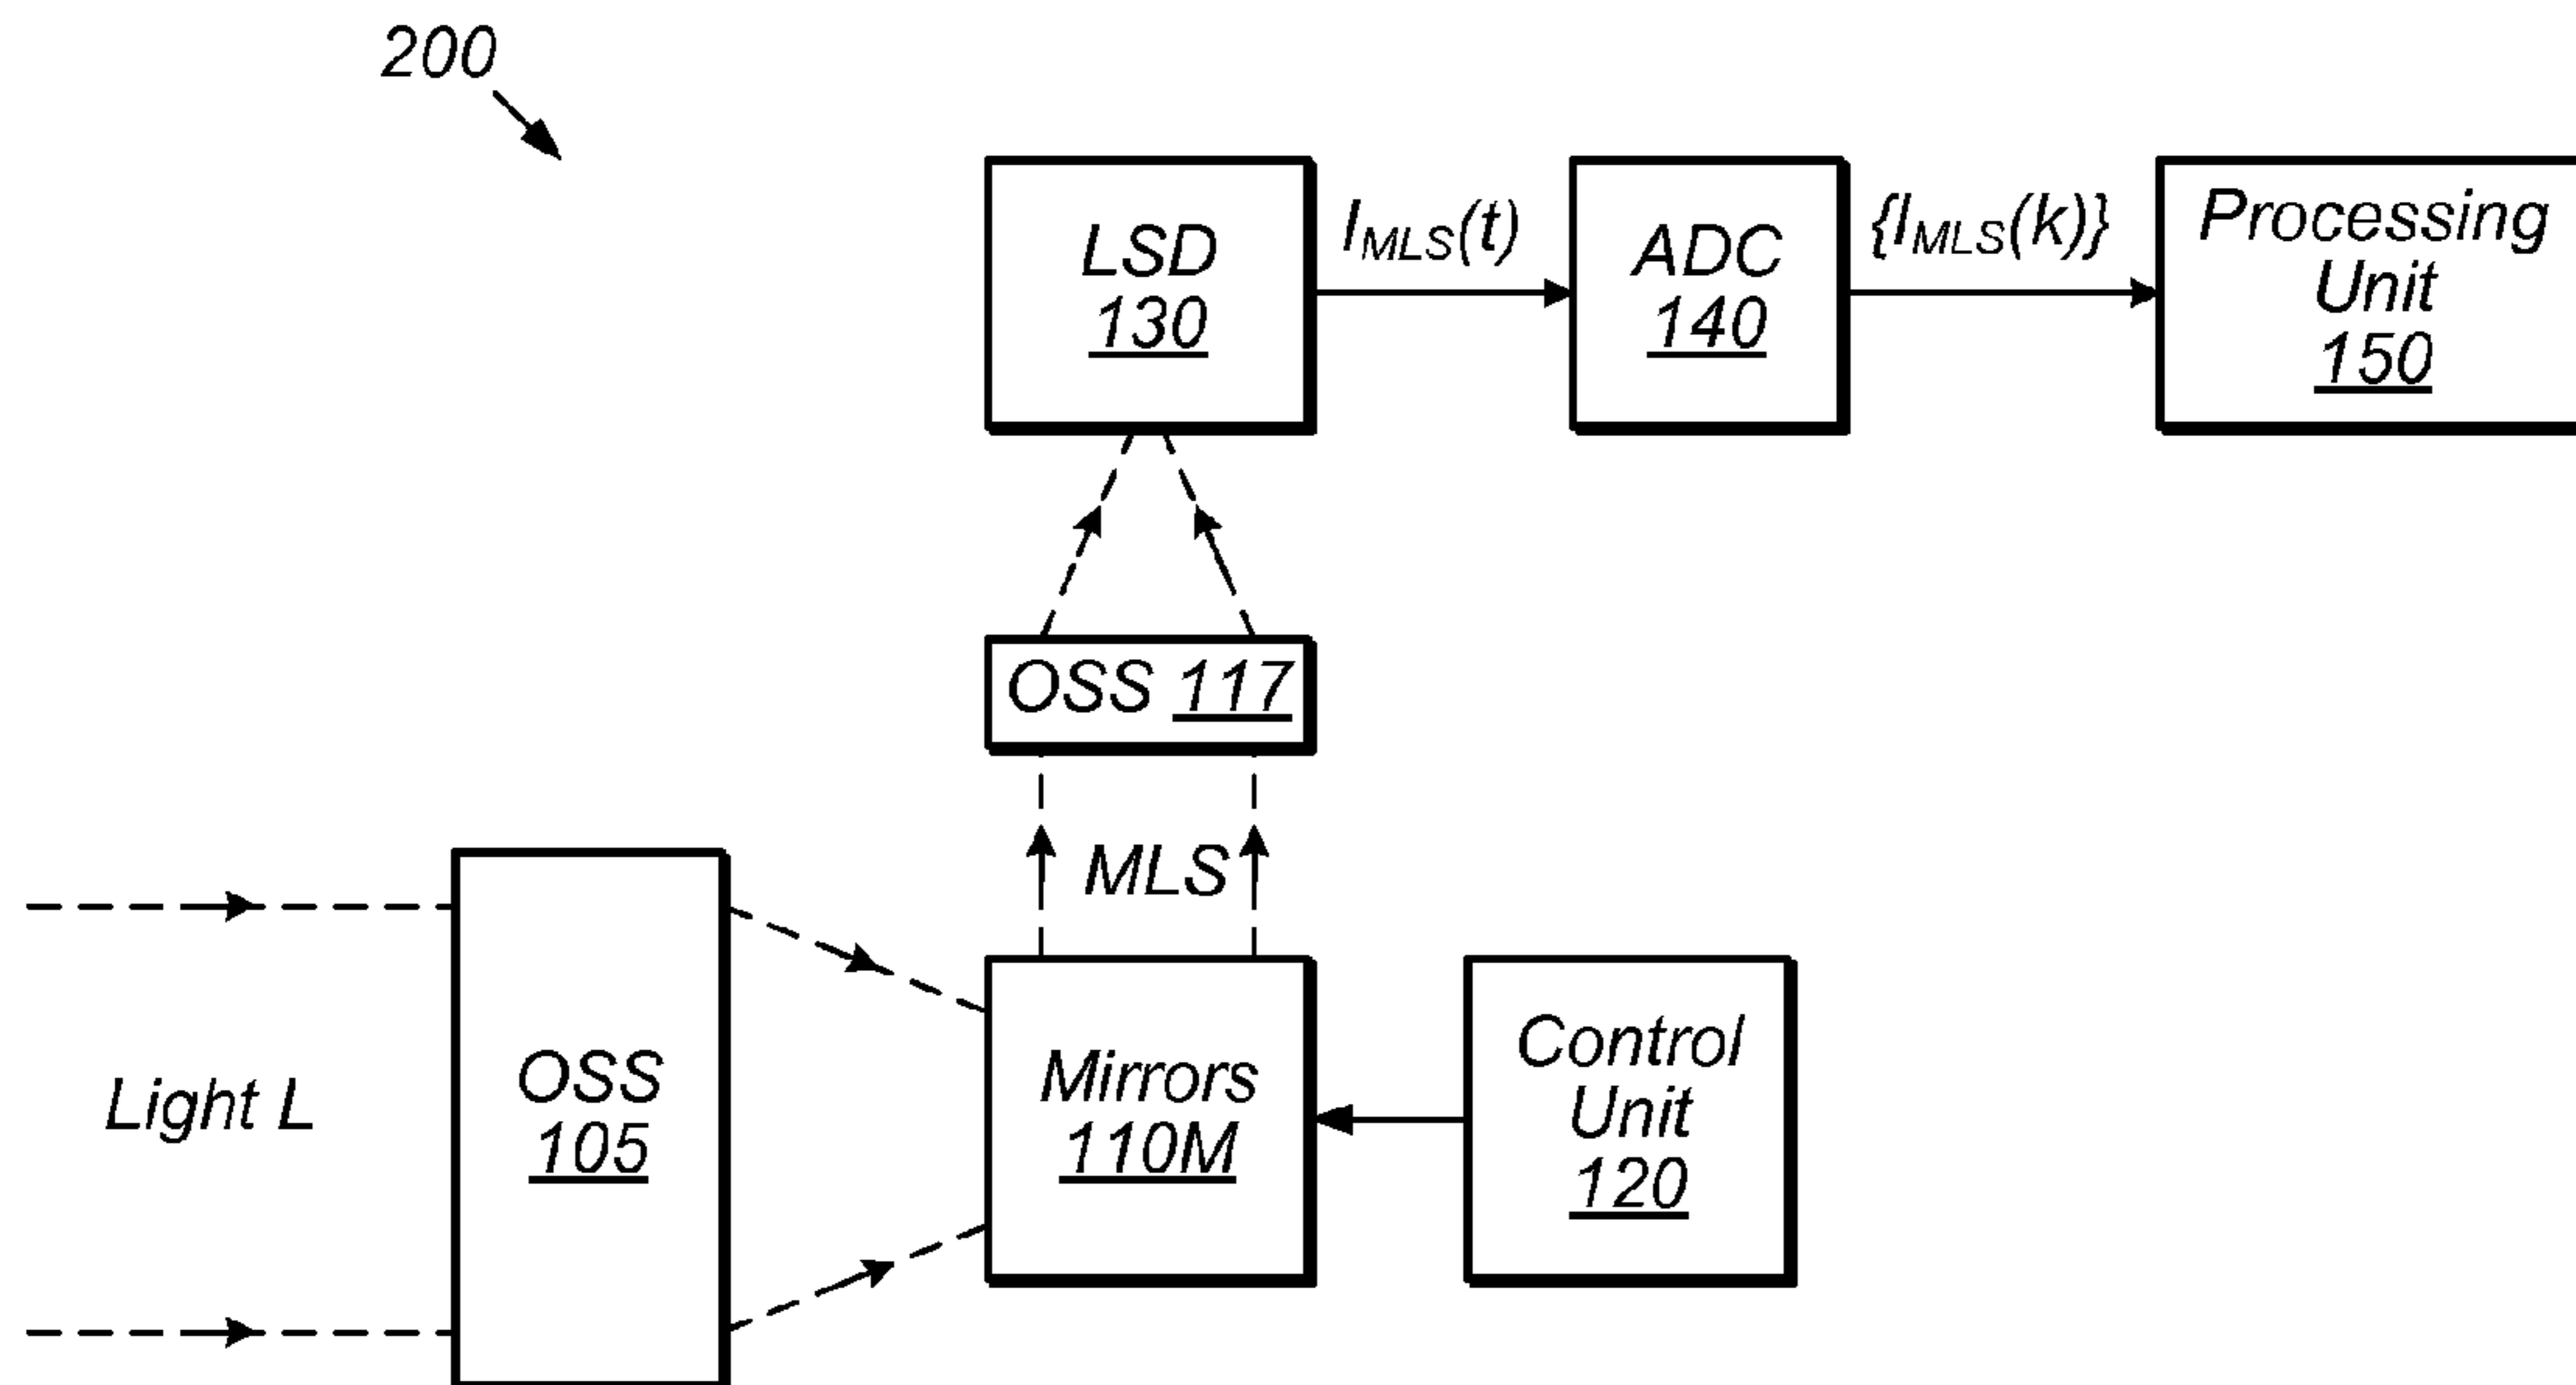 200
LSD
130
I_MLS(t)
ADC
140
{I_MLS(k)}
Processing
Unit
150
OSS 117
MLS
Light L
OSS
105
Mirrors
110M
Control
Unit
120